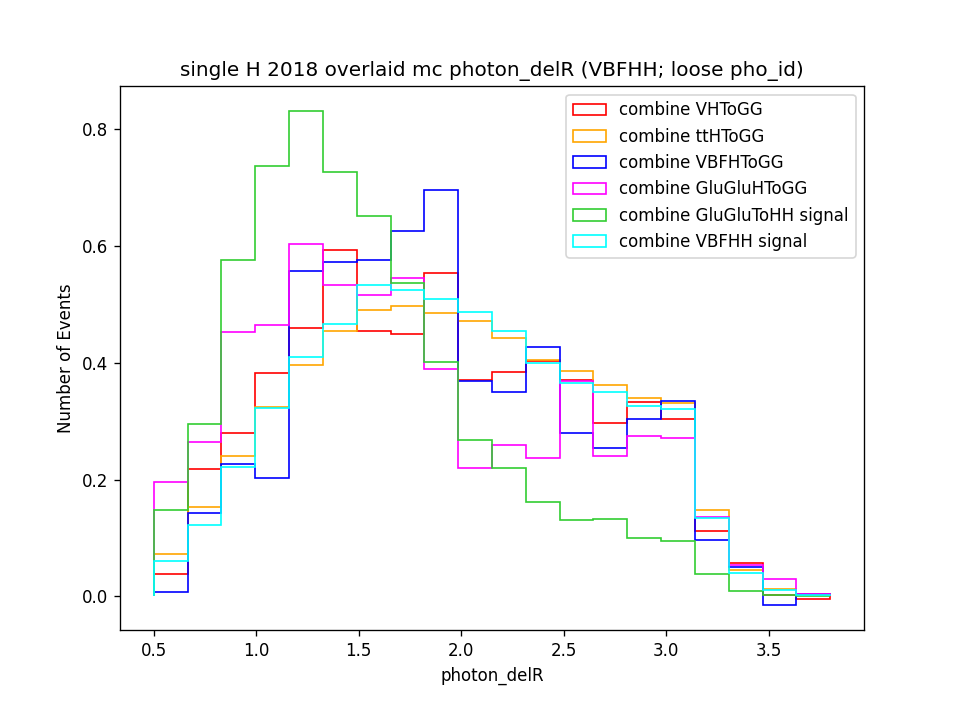 single H 2018 overlaid mc photon_delR (VBFHH; loose pho_id)
combine VHToGG
combine ttHToGG
combine VBFHToGG
combine GluGluHToGG
combine GluGluToHH signal
combine VBFHH signal
Number of Events
0.8
0.6
0.4
0.2
0.0
0.5
1.0
1.5
2.0
2.5
3.0
3.5
photon_delR